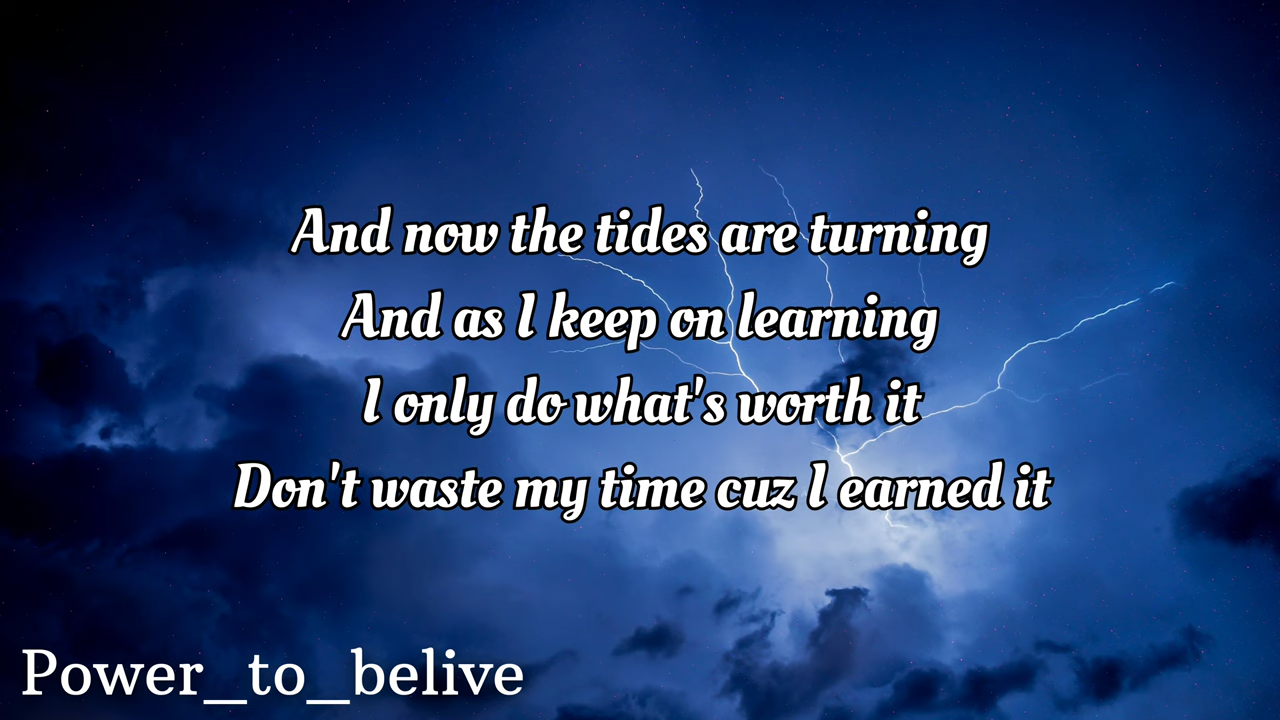 And now the tides are turning
And as I keep on learning
I only do what's worth it
Don't waste my time cuz I earned it
Power_to_belive